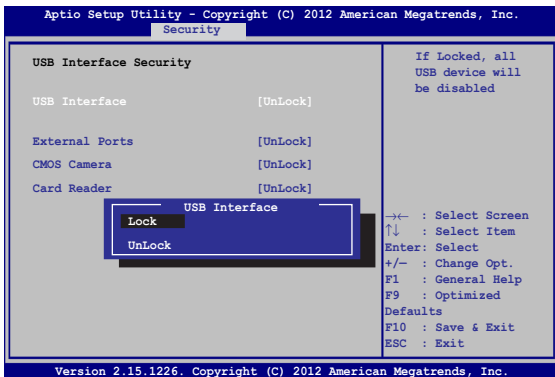 Aptio Setup Utility - Copyright (C) 2012 American Megatrends, Inc.
Security
USB Interface Security
USB Interface [UnLock]
External Ports [UnLock]
CMOS Camera [UnLock]
Card Reader [UnLock]
USB Interface
Lock
UnLock
If Locked, all
USB device will
be disabled
→← : Select Screen
↑↓ : Select Item
Enter: Select
+/— : Change Opt.
F1 : General Help
F9 : Optimized
Defaults
F10 : Save & Exit
ESC : Exit
Version 2.15.1226. Copyright (C) 2012 American Megatrends, Inc.